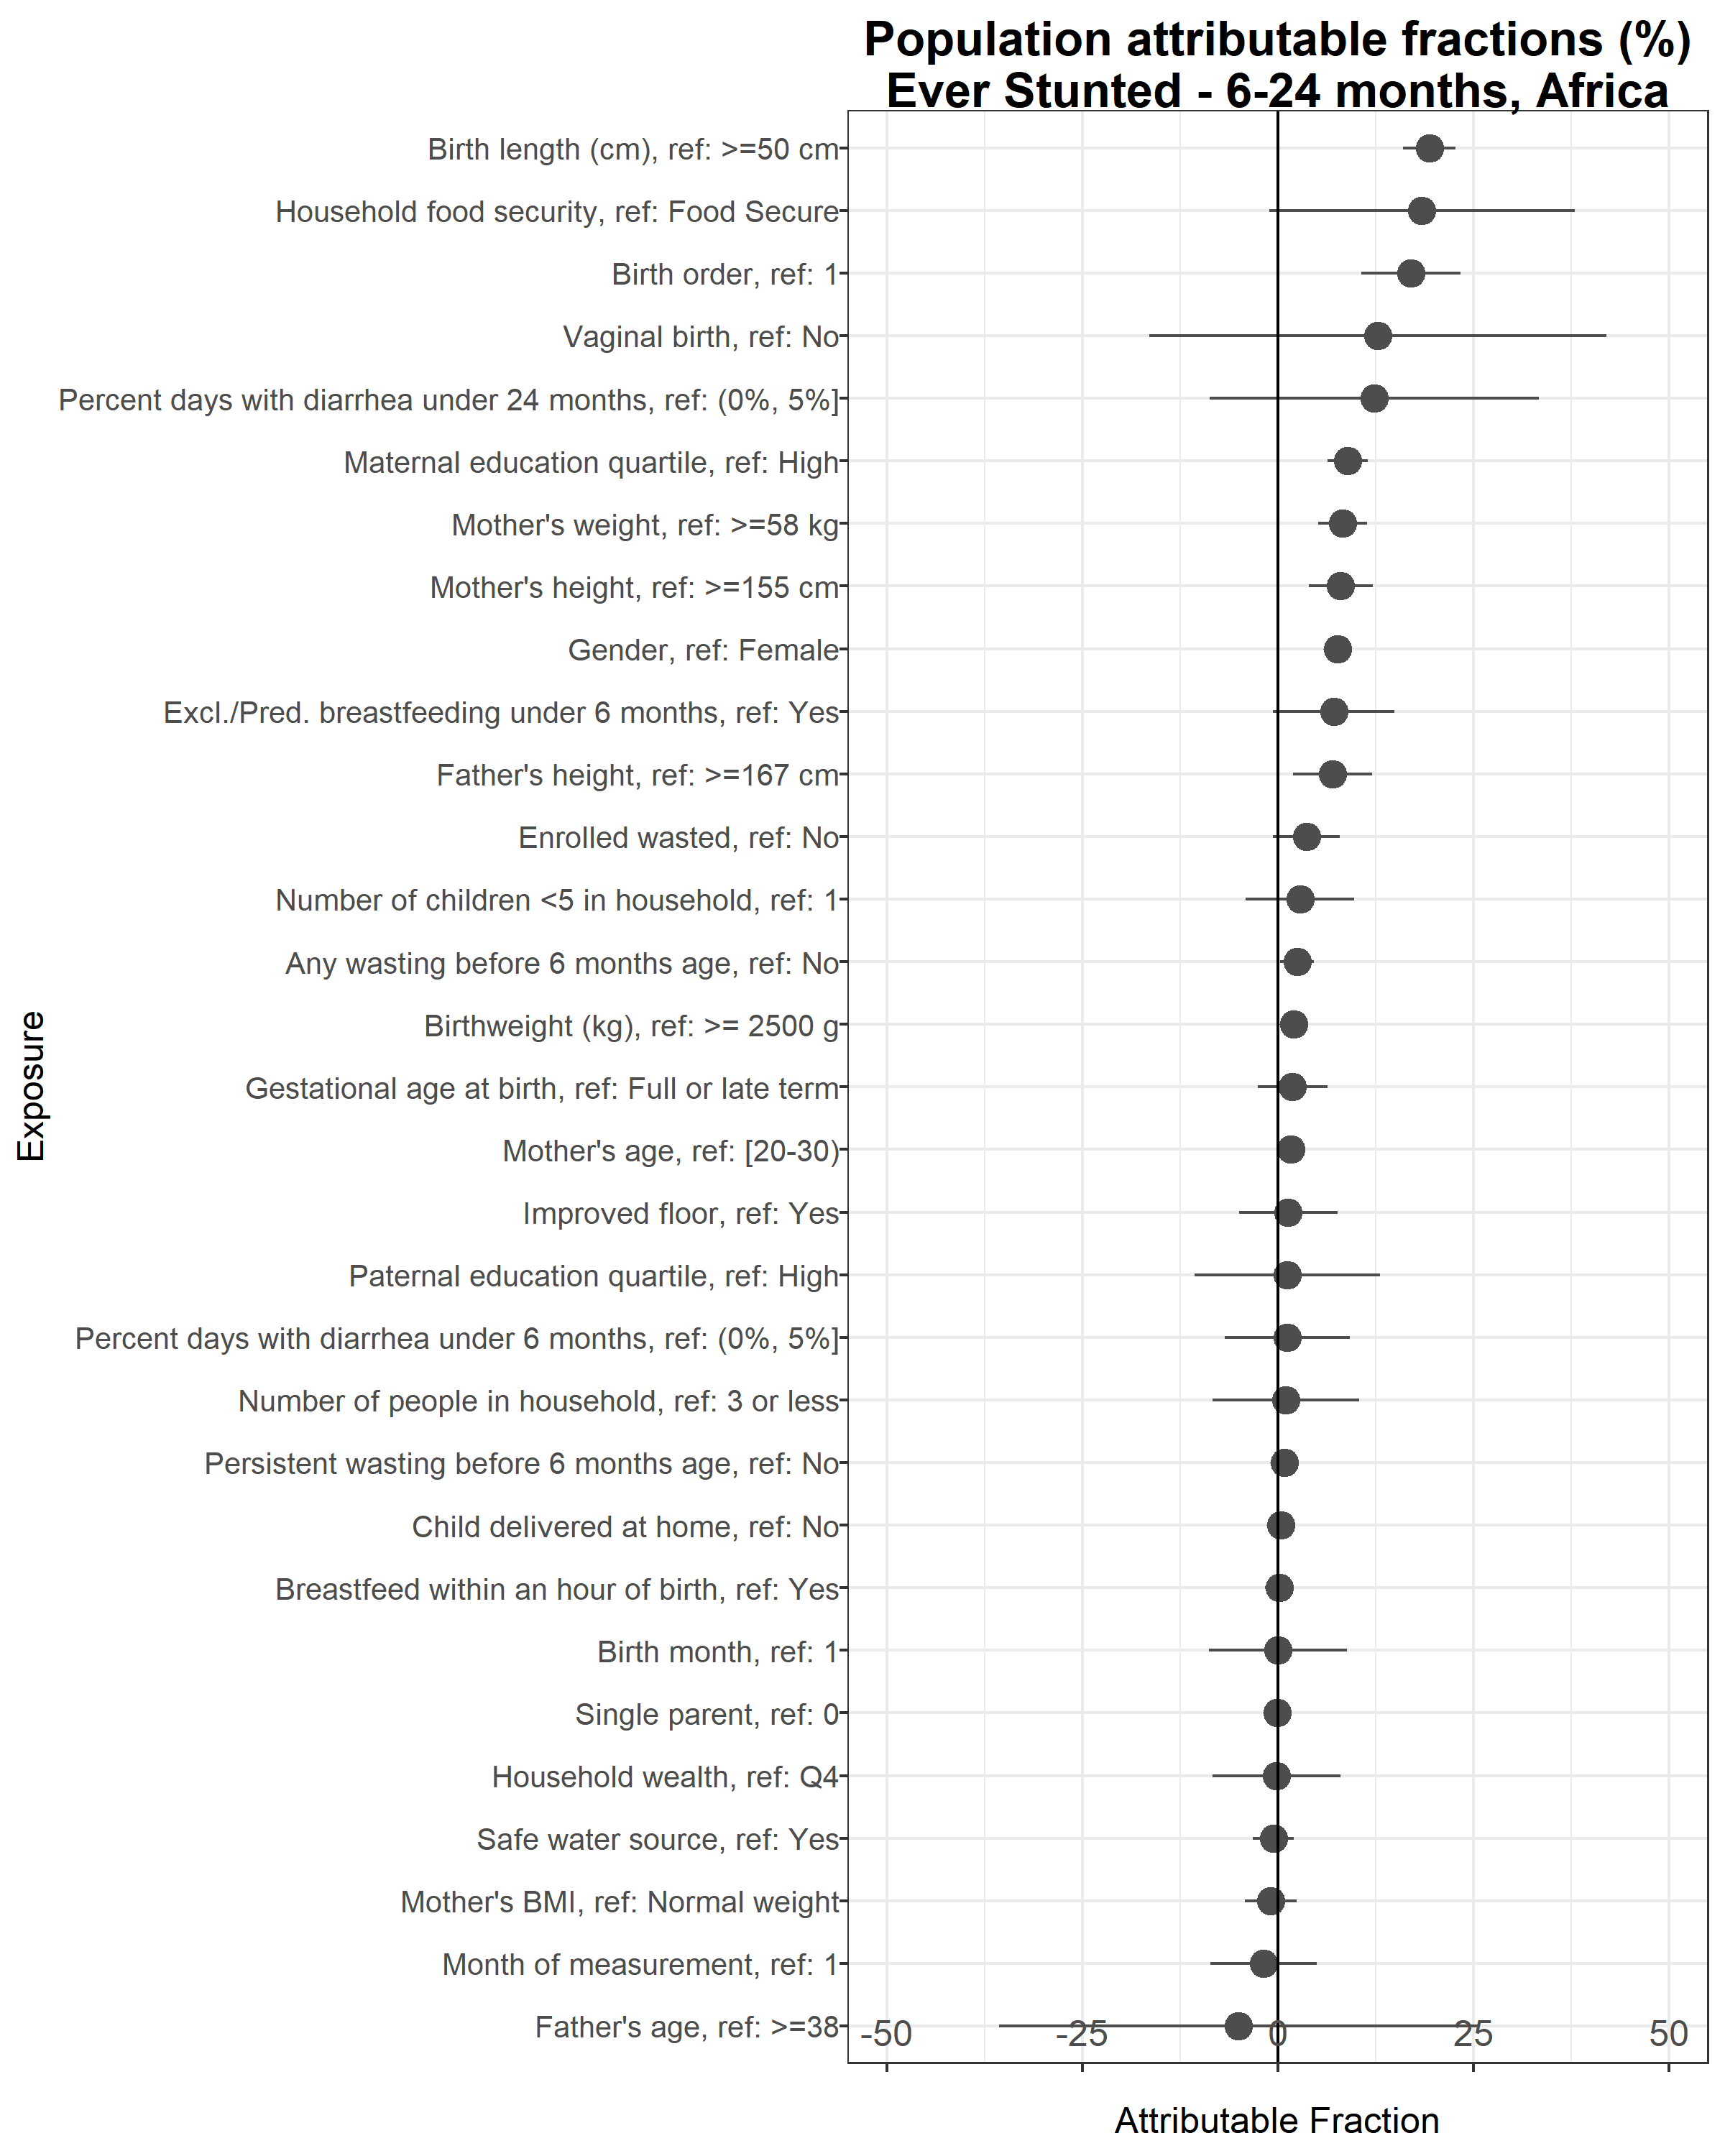 Population attributable fractions (%)
Ever Stunted - 6-24 months, Africa
Birth length (cm), ref: >=50 cm
Household food security, ref: Food Secure
Birth order, ref: 1
Vaginal birth, ref: No
Percent days with diarrhea under 24 months, ref: (0%, 5%]
Maternal education quartile, ref: High
Mother's weight, ref: >=58 kg
Mother's height, ref: >=155 cm
Gender, ref: Female
Excl./Pred. breastfeeding under 6 months, ref: Yes
Father's height, ref: >=167 cm
Enrolled wasted, ref: No
Number of children <5 in household, ref: 1
Any wasting before 6 months age, ref: No
Birthweight (kg), ref: >= 2500 g
Gestational age at birth, ref: Full or late term
Mother's age, ref: [20-30)
Improved floor, ref: Yes
Paternal education quartile, ref: High
Percent days with diarrhea under 6 months, ref: (0%, 5%]
Number of people in household, ref: 3 or less
Persistent wasting before 6 months age, ref: No
Child delivered at home, ref: No
Breastfeed within an hour of birth, ref: Yes
Birth month, ref: 1
Single parent, ref: 0
Household wealth, ref: Q4
Safe water source, ref: Yes
Mother's BMI, ref: Normal weight
Month of measurement, ref: 1
Father's age, ref: >=38
Exposure
-50 -25 0 25 50
Attributable Fraction